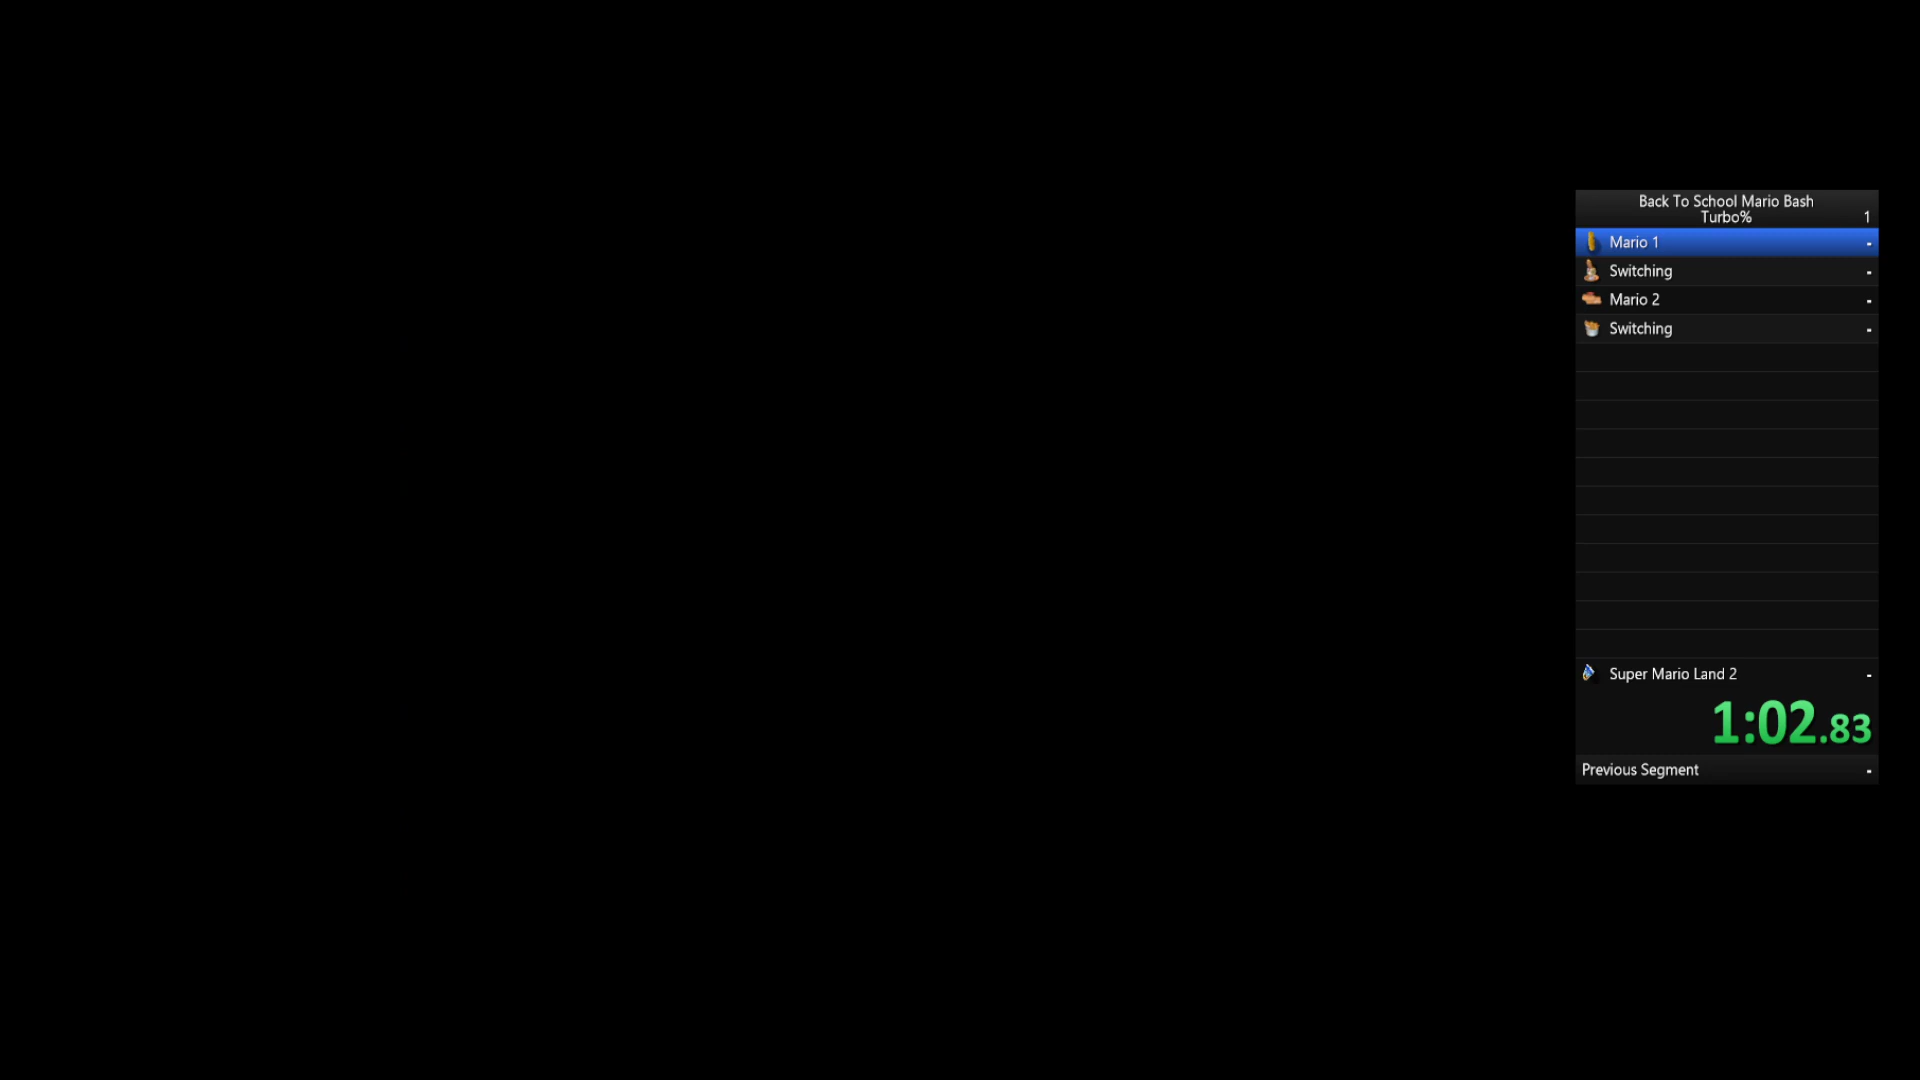 Back To School Mario Bash
Turbo% 1
Mario 1 -
Switching -
Mario 2 -
Switching -
Super Mario Land 2 -
1:02.83
Previous Segment -